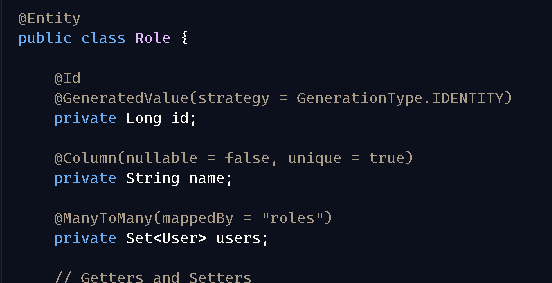 @Entity
public class Role {
@Id
@GeneratedValue(strategy = GenerationType.IDENTITY)
private Long id;
@Column(nullable = false, unique = true)
private String name;
@ManyToMany(mappedBy = "roles")
private Set<User> users;
// Getters and Setters